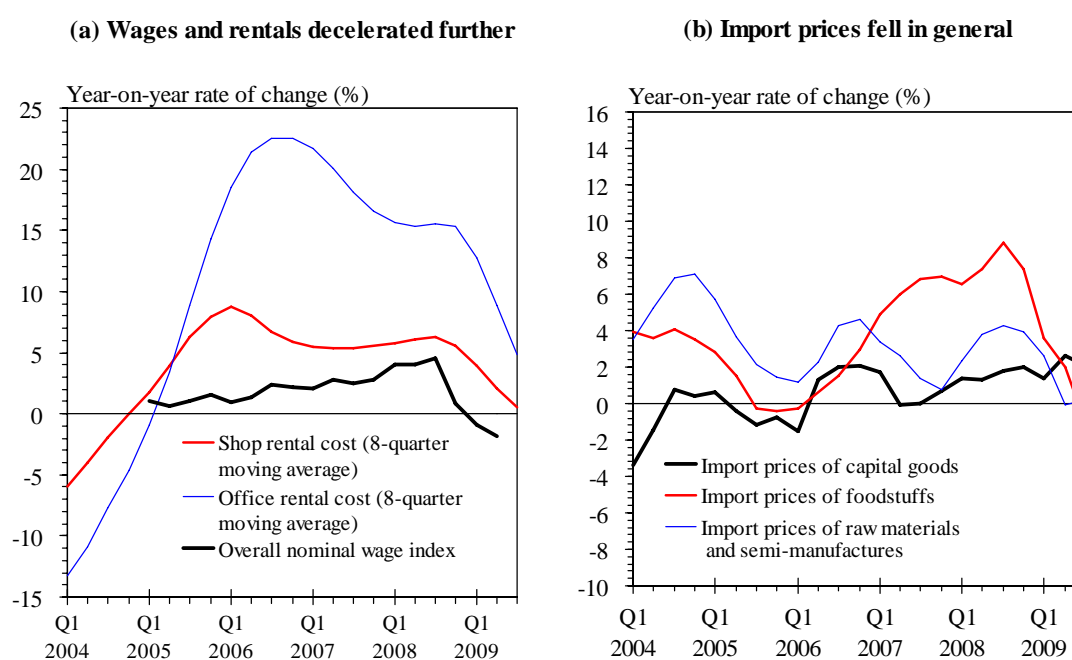 (a) Wages and rentals decelerated further
Year-on-year rate of change (%)
25
20
15
10
5
0
-5
-10
-15
Shop rental cost (8-quarter
moving average)
Office rental cost (8-quarter
moving average)
Overall nominal wage index
Q1 Q1 Q1 Q1 Q1 Q1
2004 2005 2006 2007 2008 2009
(b) Import prices fell in general
Year-on-year rate of change (%)
16
14
12
10
8
6
4
2
0
-2
-4
-6
-8
-10
Import prices of capital goods
Import prices of foodstuffs
Import prices of raw materials
and semi-manufactures
Q1 Q1 Q1 Q1 Q1 Q1
2004 2005 2006 2007 2008 2009